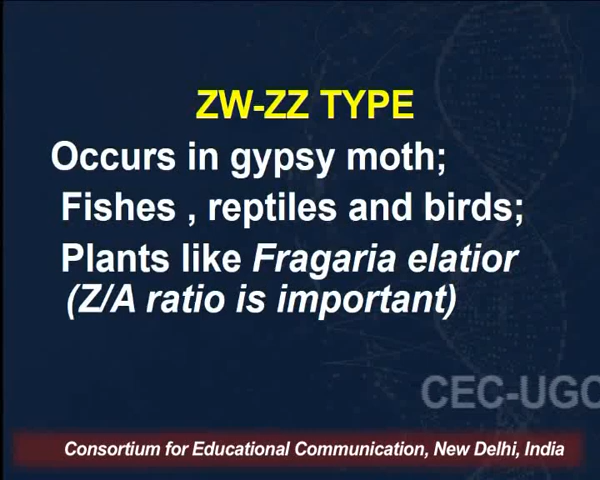 ZW-ZZ TYPE
Occurs in gypsy moth;
Fishes , reptiles and birds;
Plants like Fragaria elatior
(Z/A ratio is important)
CEC-UGC
Consortium for Educational Communication, New Delhi, India